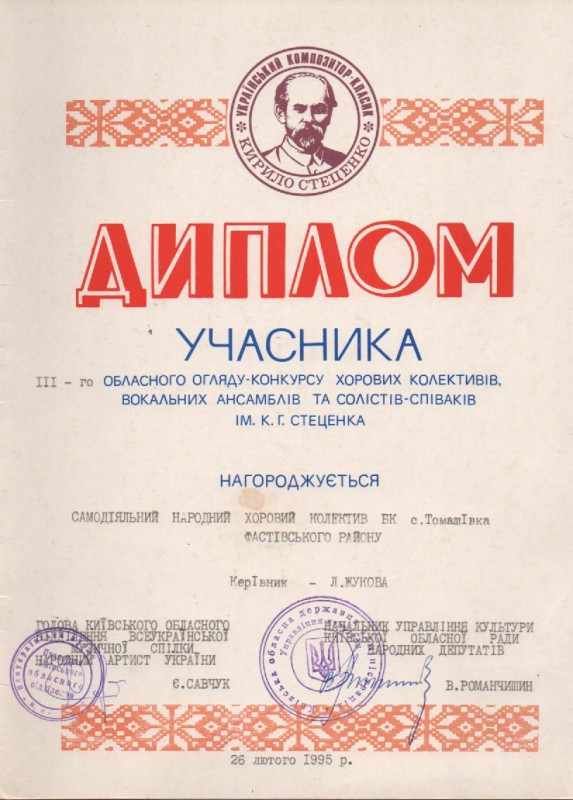 УКРАЇНСЬКИЙ КОМПОЗИТОР-КЛАСИК
КИРИЛО СТЕЦЕНКО
ДИПЛОМ
УЧАСНИКА
III - го ОБЛАСНОГО ОГЛЯДУ-КОНКУРСУ ХОРОВИХ КОЛЕКТИВІВ,
ВОКАЛЬНИХ АНСАМБЛІВ ТА СОЛІСТІВ-СПІВАКІВ
ІМ. К. Г. СТЕЦЕНКА
НАГОРОДЖУЄТЬСЯ
САМОДІЯЛЬНИЙ НАРОДНИЙ ХОРОВИЙ КОЛЕКТИВ БК с.ТомашІвка
ФАСТІВСЬКОГО РАЙОНУ
КерІвник - Л.ЖУКОВА
ГОЛОВА КИЇВСЬКОГО ОБЛАСНОГО
ВСЕУКРАЇНСЬКОЇ
МУЗИЧНОЇ СПІЛКИ,
НАРОДНИЙ АРТИСТ УКРАЇНИ
Є.САВЧУК
НАЧАЛЬНИК УПРАВЛІННЯ КУЛЬТУРИ
КИЇВСЬКОЇ ОБЛАСНОЇ РАДИ
НАРОДНИХ ДЕПУТАТІВ
В.РОМАНЧИШИН
26 лютого 1995 р.